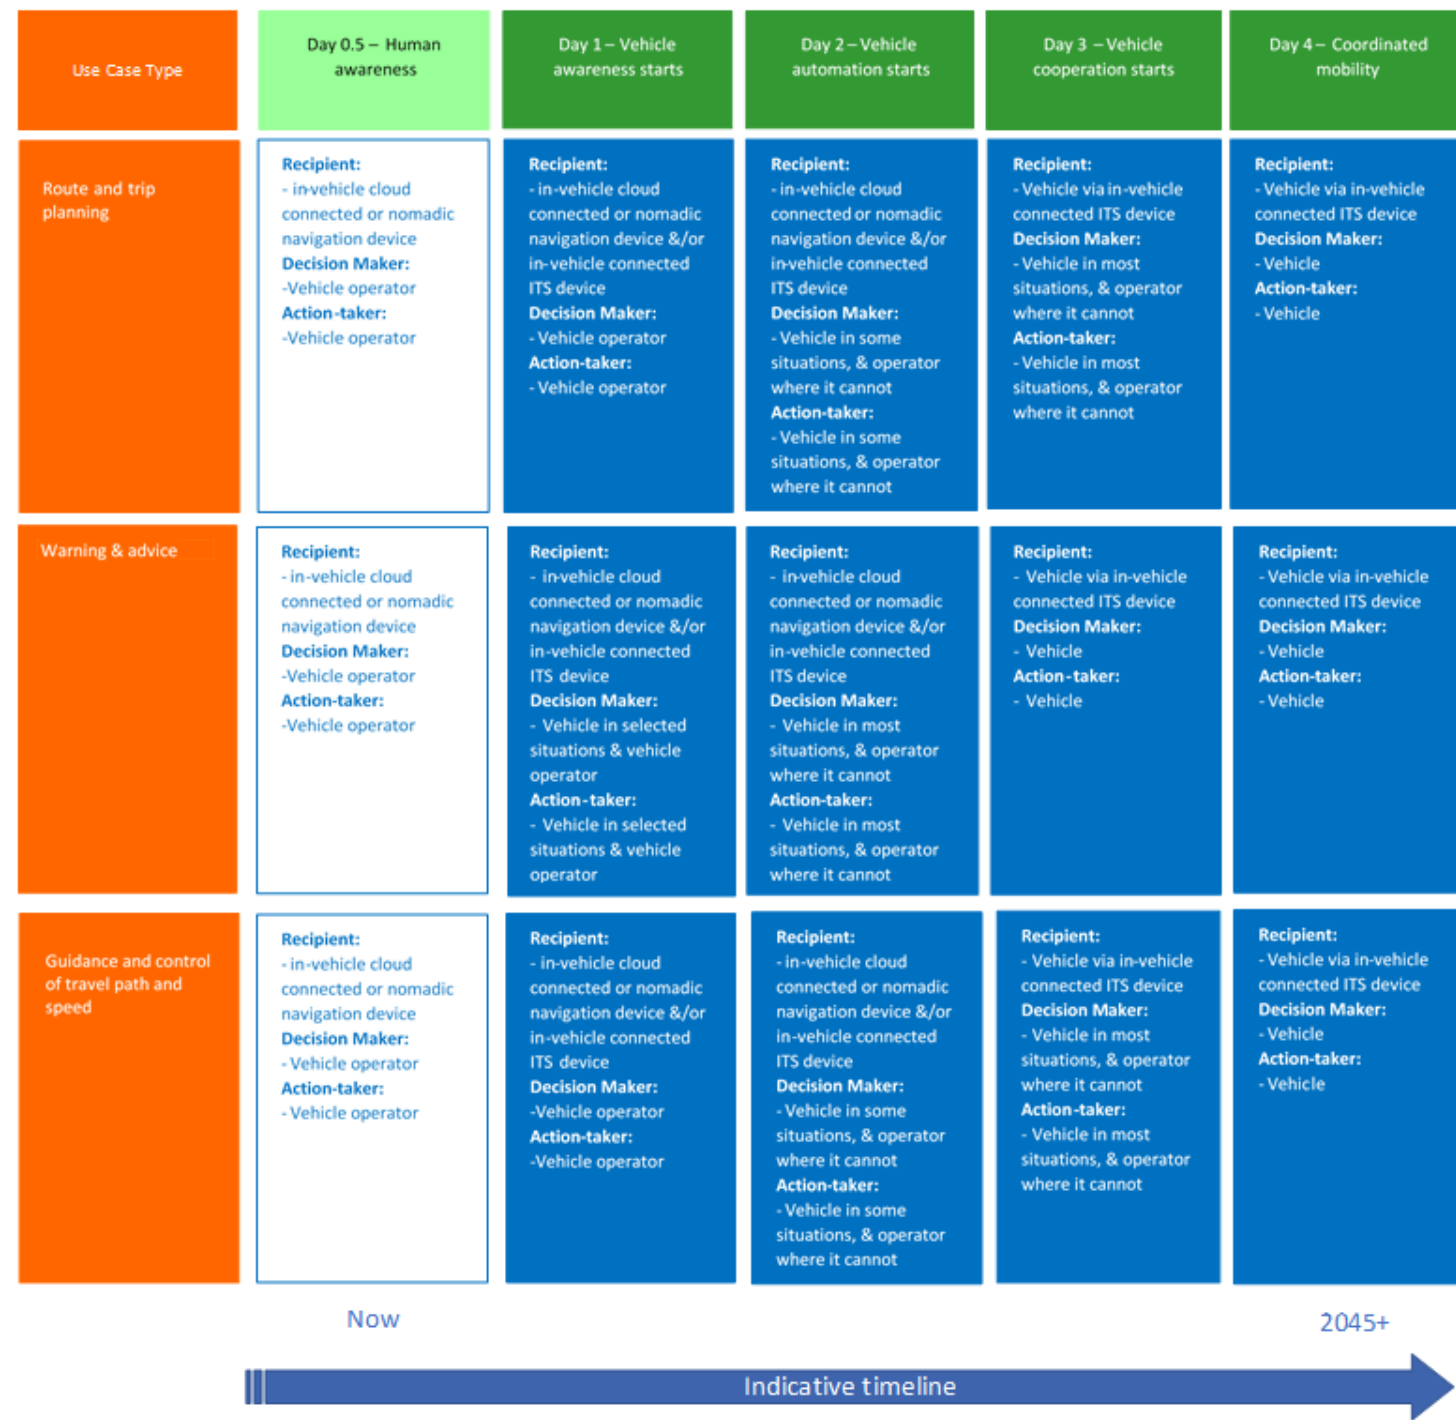 Use Case Type
Day 0.5 – Human
awareness
Day 1 – Vehicle
awareness starts
Day 2 – Vehicle
automation starts
Day 3 – Vehicle
cooperation starts
Day 4 – Coordinated
mobility
Route and trip
planning
Recipient:
- in-vehicle cloud
connected or nomadic
navigation device
Decision Maker:
-Vehicle operator
Action-taker:
-Vehicle operator
Recipient:
- in-vehicle cloud
connected or nomadic
navigation device &/or
in-vehicle connected
ITS device
Decision Maker:
- Vehicle operator
Action-taker:
- Vehicle operator
Recipient:
- in-vehicle cloud
connected or nomadic
navigation device &/or
in-vehicle connected
ITS device
Decision Maker:
- Vehicle in some
situations, & operator
where it cannot
Action-taker:
- Vehicle in some
situations, & operator
where it cannot
Recipient:
- Vehicle via in-vehicle
connected ITS device
Decision Maker:
- Vehicle in most
situations, & operator
where it cannot
Action-taker:
- Vehicle in most
situations, & operator
where it cannot
Recipient:
- Vehicle via in-vehicle
connected ITS device
Decision Maker:
- Vehicle
Action-taker:
- Vehicle
Warning & advice
Recipient:
- in-vehicle cloud
connected or nomadic
navigation device
Decision Maker:
-Vehicle operator
Action-taker:
-Vehicle operator
Recipient:
- in-vehicle cloud
connected or nomadic
navigation device &/or
in-vehicle connected
ITS device
Decision Maker:
- Vehicle in selected
situations & vehicle
operator
Action-taker:
- Vehicle in selected
situations & vehicle
operator
Recipient:
- in-vehicle cloud
connected or nomadic
navigation device &/or
in-vehicle connected
ITS device
Decision Maker:
- Vehicle in most
situations, & operator
where it cannot
Action-taker:
- Vehicle in most
situations, & operator
where it cannot
Recipient:
- Vehicle via in-vehicle
connected ITS device
Decision Maker:
- Vehicle
Action-taker:
- Vehicle
Recipient:
- Vehicle via in-vehicle
connected ITS device
Decision Maker:
- Vehicle
Action-taker:
- Vehicle
Guidance and control
of travel path and
speed
Recipient:
- in-vehicle cloud
connected or nomadic
navigation device
Decision Maker:
- Vehicle operator
Action-taker:
- Vehicle operator
Recipient:
- in-vehicle cloud
connected or nomadic
navigation device &/or
in-vehicle connected
ITS device
Decision Maker:
-Vehicle operator
Action-taker:
-Vehicle operator
Recipient:
- in-vehicle cloud
connected or nomadic
navigation device &/or
in-vehicle connected
ITS device
Decision Maker:
- Vehicle in some
situations, & operator
where it cannot
Action-taker:
- Vehicle in some
situations, & operator
where it cannot
Recipient:
- Vehicle via in-vehicle
connected ITS device
Decision Maker:
- Vehicle in most
situations, & operator
where it cannot
Action-taker:
- Vehicle in most
situations, & operator
where it cannot
Recipient:
- Vehicle via in-vehicle
connected ITS device
Decision Maker:
- Vehicle
Action-taker:
- Vehicle
Now
2045+
Indicative timeline